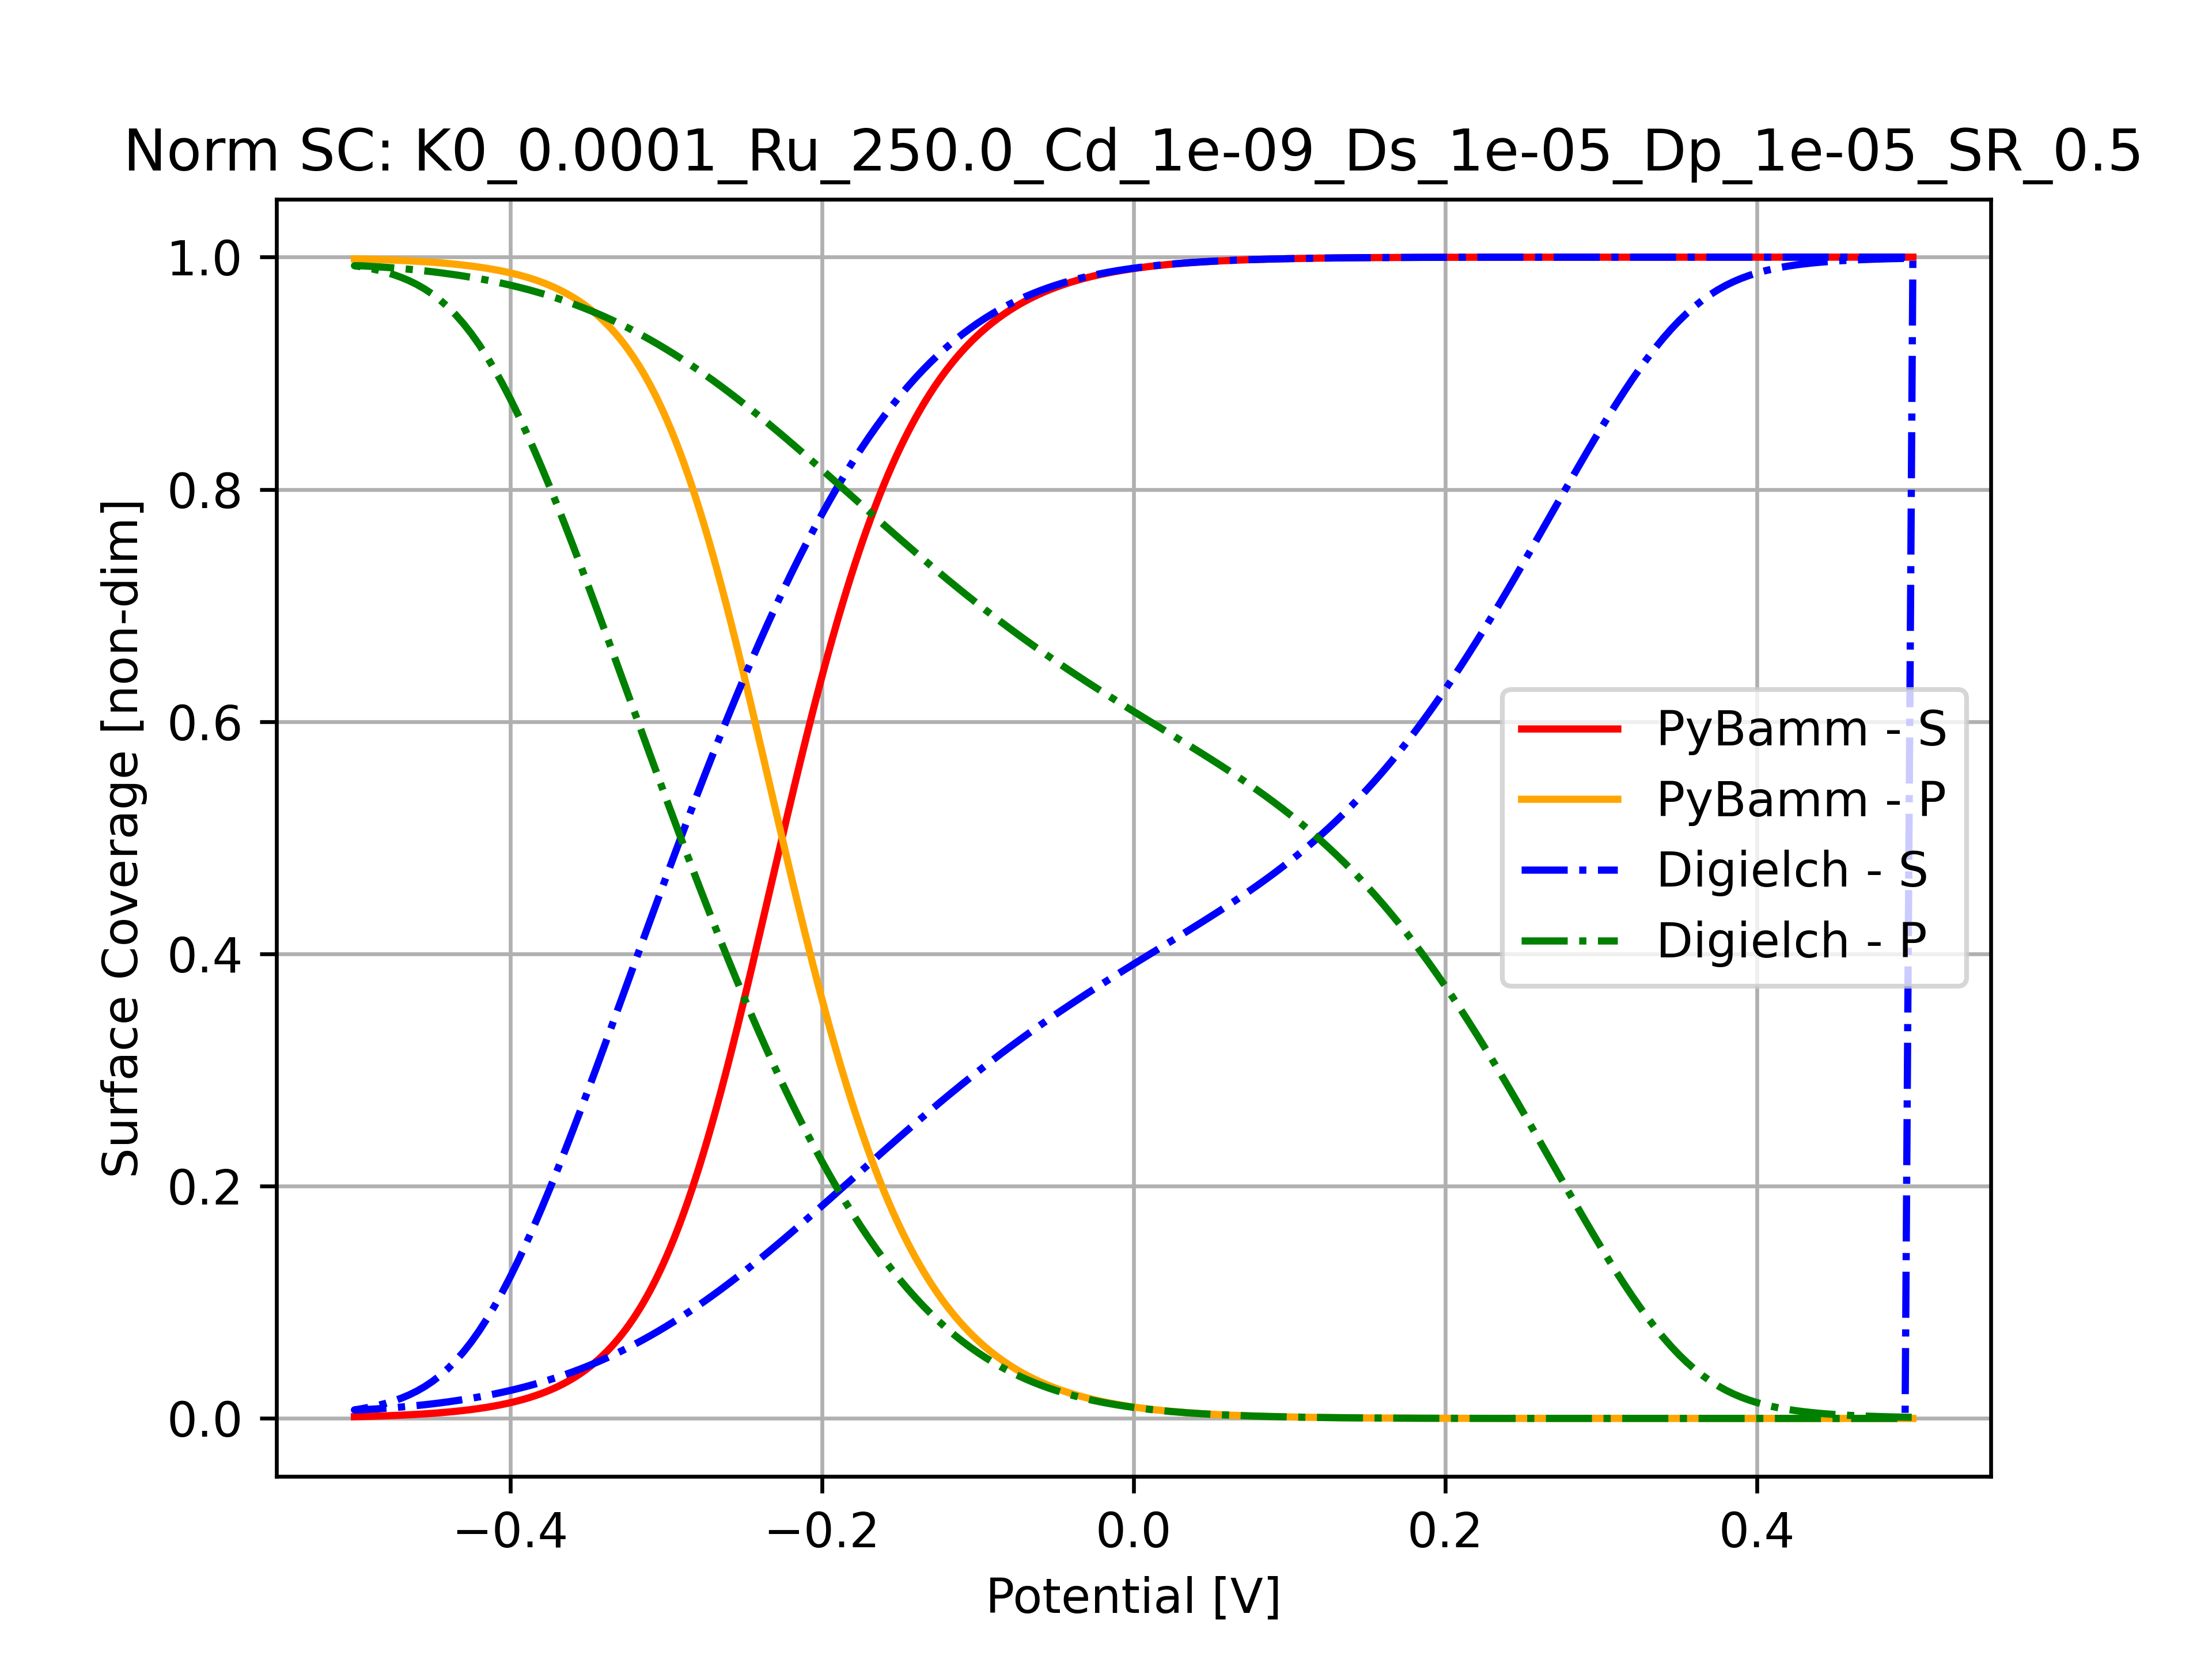 Norm SC: K0_0.0001_Ru_250.0_Cd_1e-09_Ds_1e-05_Dp_1e-05_SR_0.5
1.0
0.8
0.6
0.4
0.2
0.0
Surface Coverage [non-dim]
PyBamm - S
PyBamm - P
Digielch - S
Digielch - P
−0.4 −0.2 0.0 0.2 0.4
Potential [V]